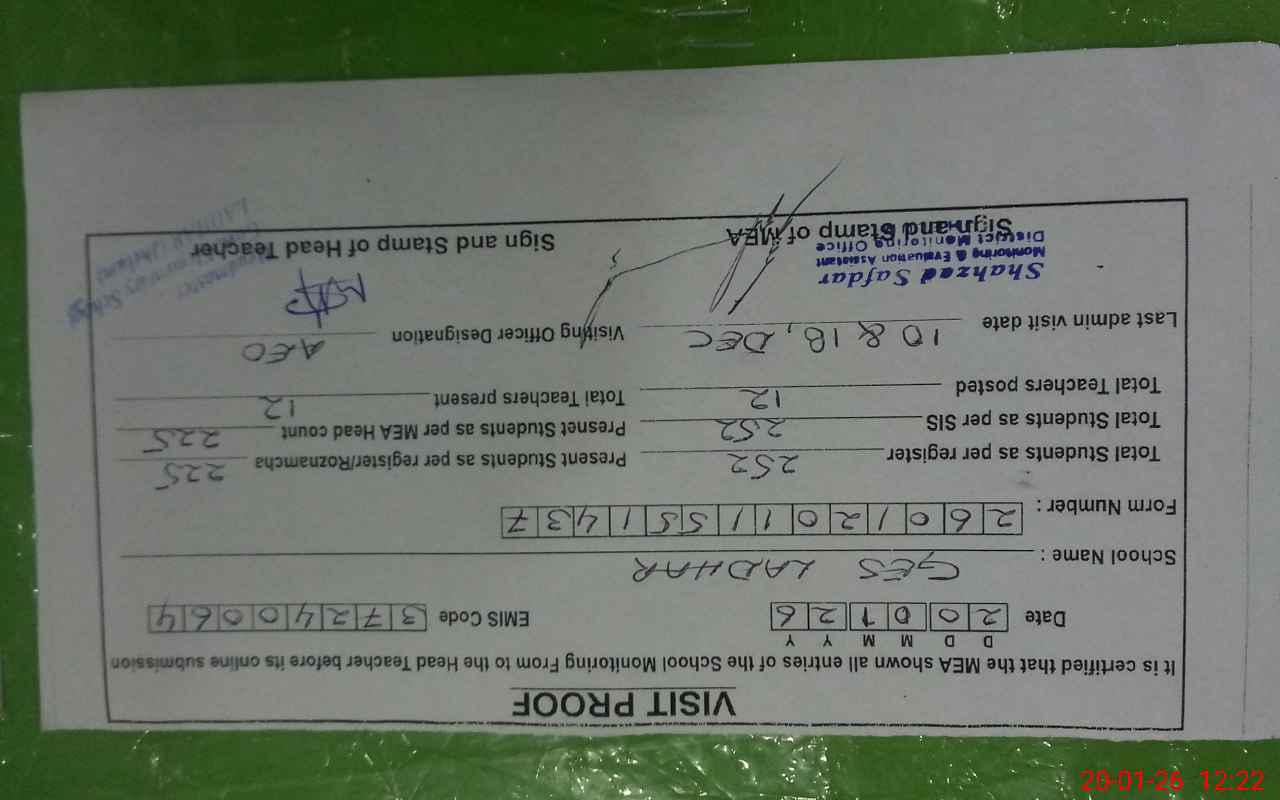 VISIT PROOF
It is certified that the MEA shown all entries of the School Monitoring From to the Head Teacher before its online submission
D D M M Y Y
Date 2 0 0 1 2 6 EMIS Code 3 7 2 4 0 0 6 4
School Name : GES LADHAR
Form Number : 2 6 0 1 2 0 1 1 5 5 1 4 3 7
Total Students as per register 252 Present Students as per register/Roznamcha 225
Total Students as per SIS 252 Presnet Students as per MEA Head count 225
Total Teachers posted 12 Total Teachers present 12
Last admin visit date 10 & 18, DEC Visiting Officer Designation AEO
Shahzad Safdar
Monitoring & Evaluation Assistant
District Monitoring Office
Sign and Stamp of MEA Sign and Stamp of Head Teacher
Headmaster
LADHAR
20-01-26 12:22